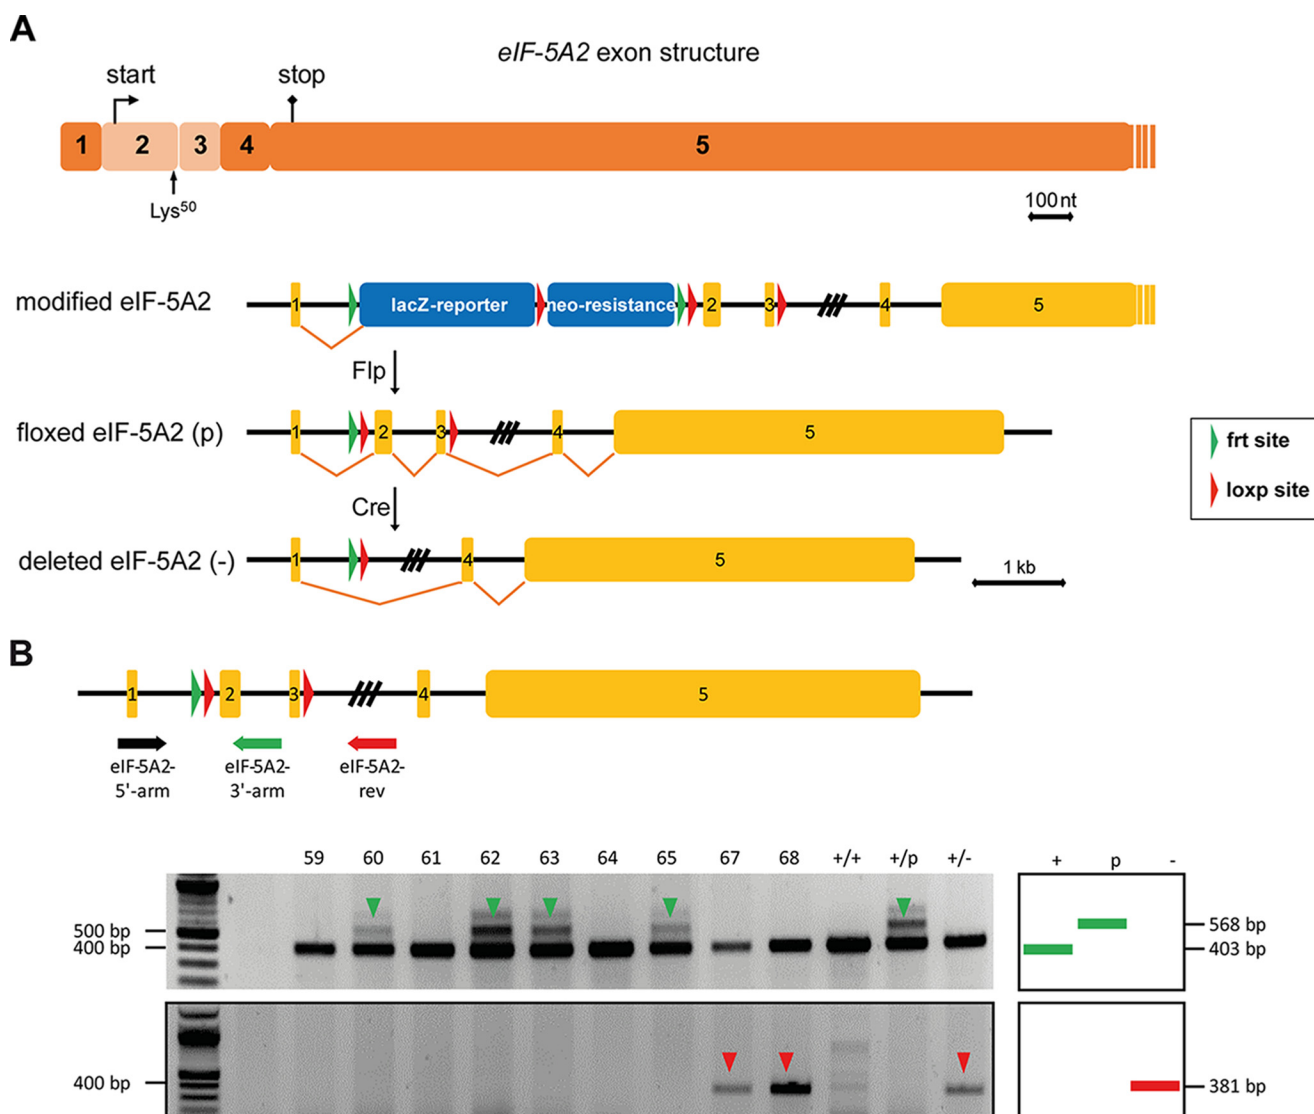 A
eIF-5A2 exon structure
start
stop
1 2 3 4 5
Lys50
100 nt
modified eIF-5A2
1 lacZ-reporter neo-resistance 2 3 4 5
Flp
floxed eIF-5A2 (p)
1 2 3 4 5
frt site
loxp site
Cre
deleted eIF-5A2 (-)
1 4 5
1 kb
B
1 2 3 4 5
eIF-5A2-
5'-arm
eIF-5A2-
3'-arm
eIF-5A2-
rev
59 60 61 62 63 64 65 67 68 +/+ +/p +/-
+ p -
500 bp
400 bp
568 bp
403 bp
400 bp
381 bp